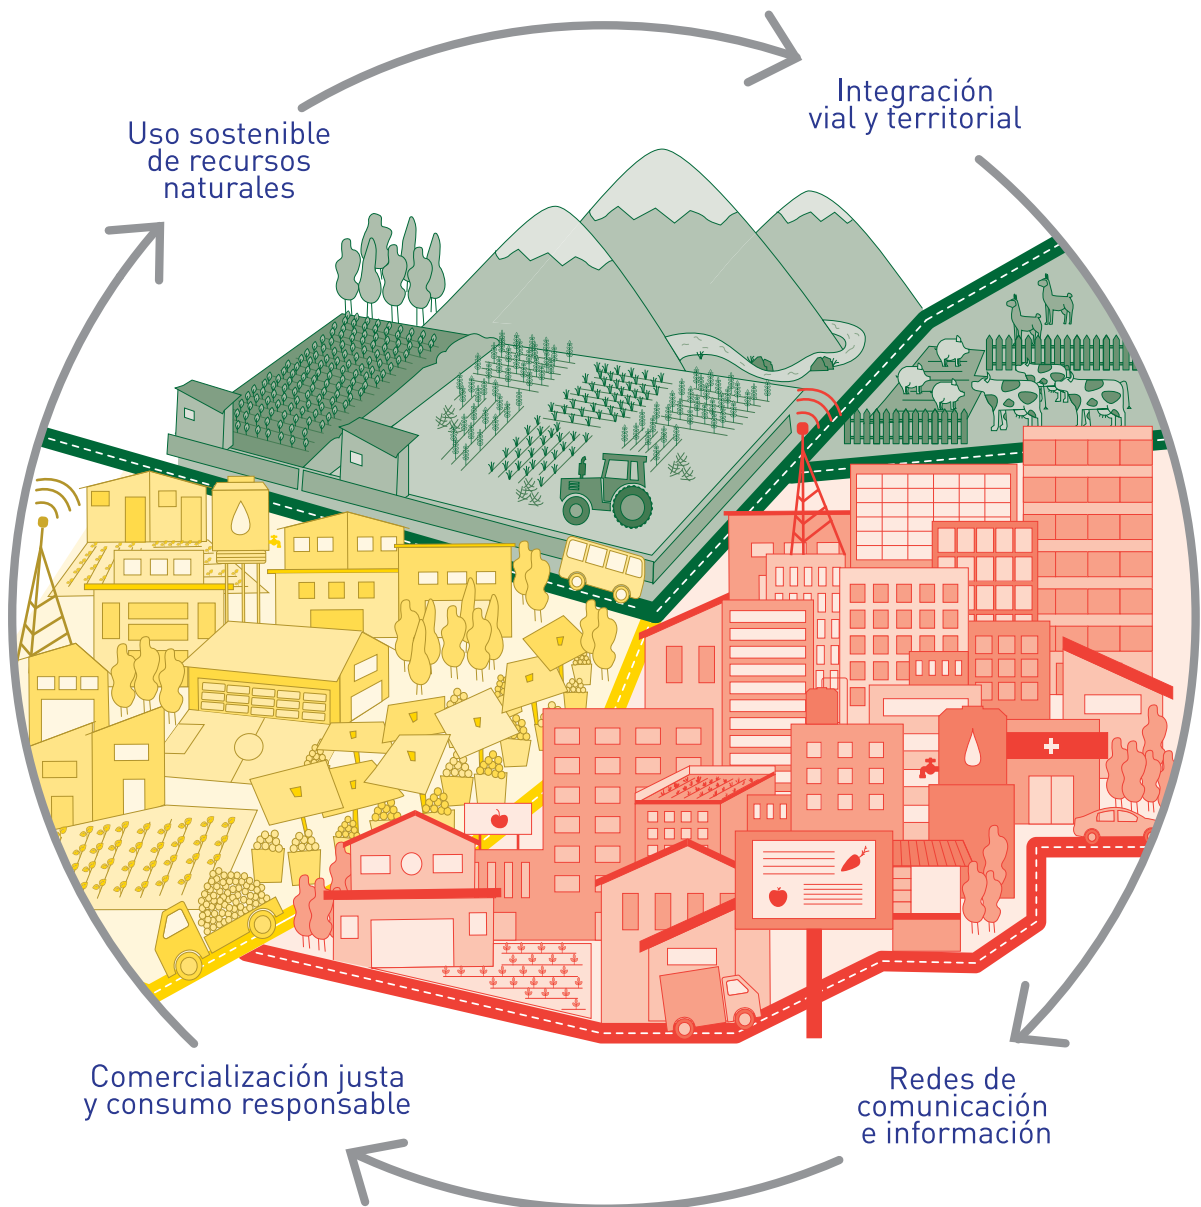 Uso sostenible
de recursos
naturales
Integración
vial y territorial
Redes de
comunicación
e información
Comercialización justa
y consumo responsable